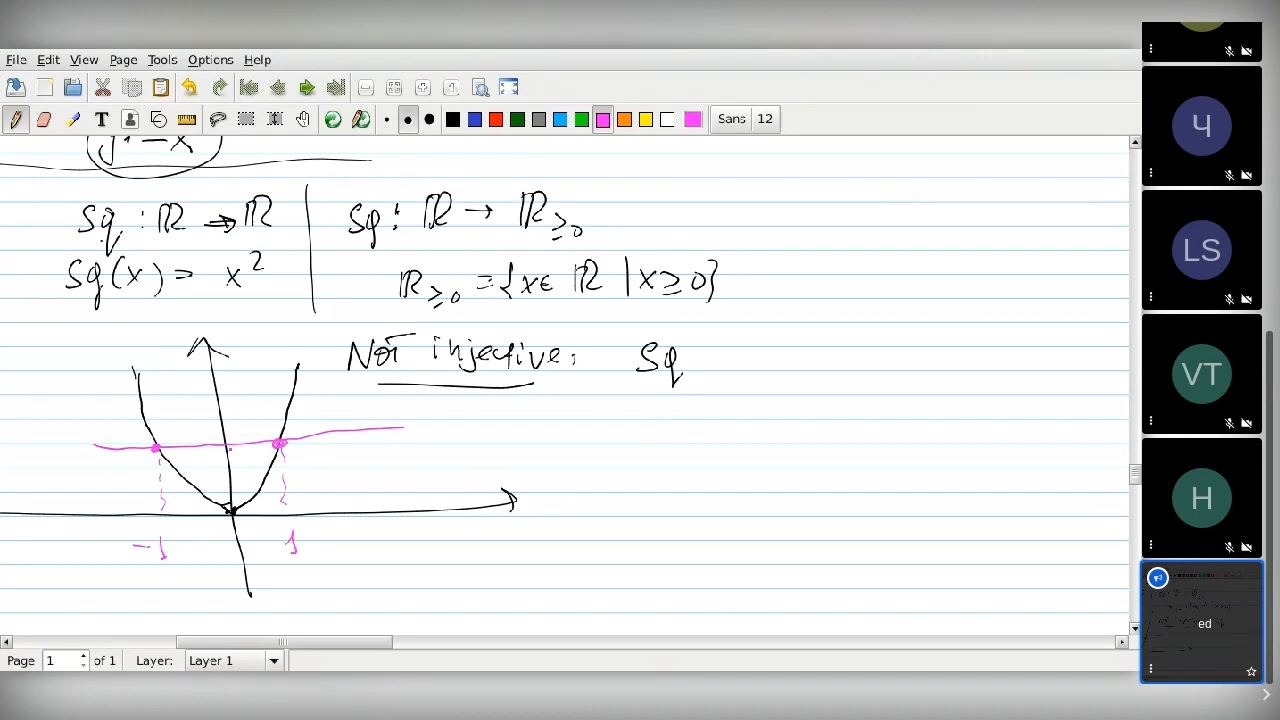 File Edit View Page Tools Options Help
Sans 12
Sq : ℝ → ℝ
Sq(x) = x²
Sq : ℝ → ℝ≥0
ℝ≥0 = {x ∈ ℝ | x ≥ 0}
Not injective: Sq
-1 1
Page 1 of 1 Layer: Layer 1
Ч
LS
VT
H
ed